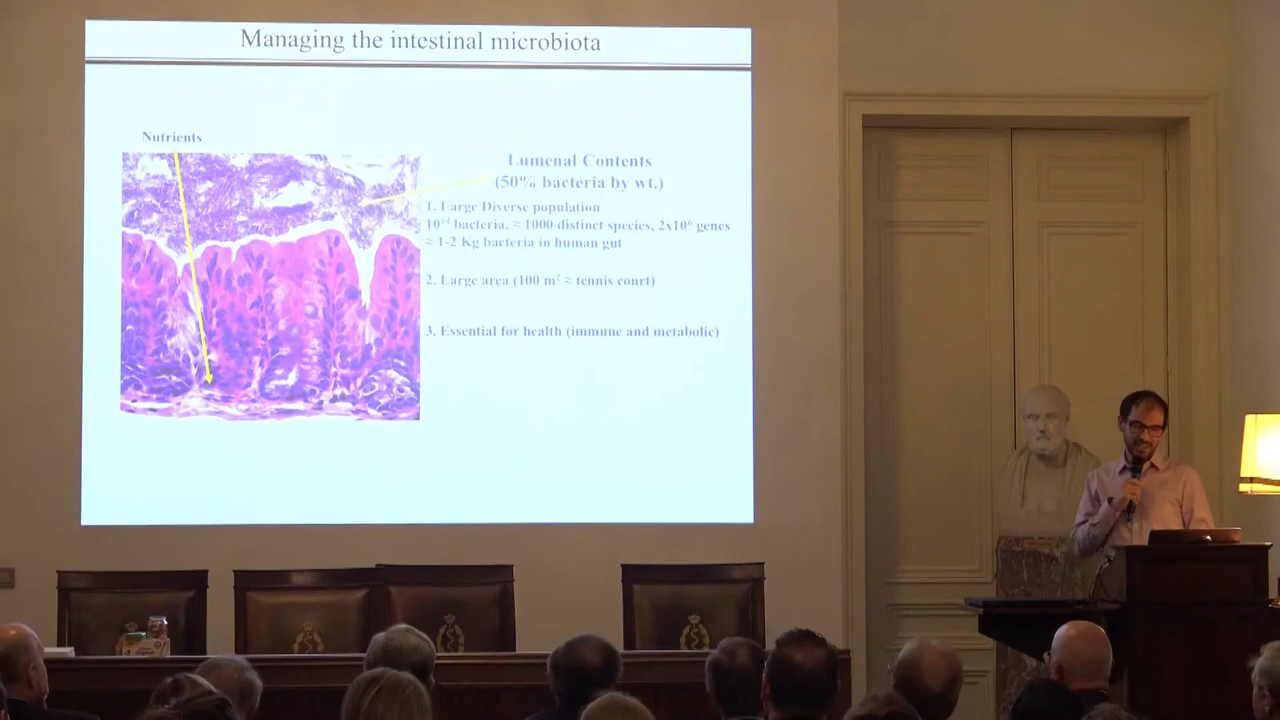 Managing the intestinal microbiota
Nutrients
Lumenal Contents
(50% bacteria by wt.)
1. Large Diverse population
10¹⁴ bacteria, ≈ 1000 distinct species, 2x10⁶ genes
≈ 1-2 Kg bacteria in human gut
2. Large area (100 m² ≈ tennis court)
3. Essential for health (immune and metabolic)